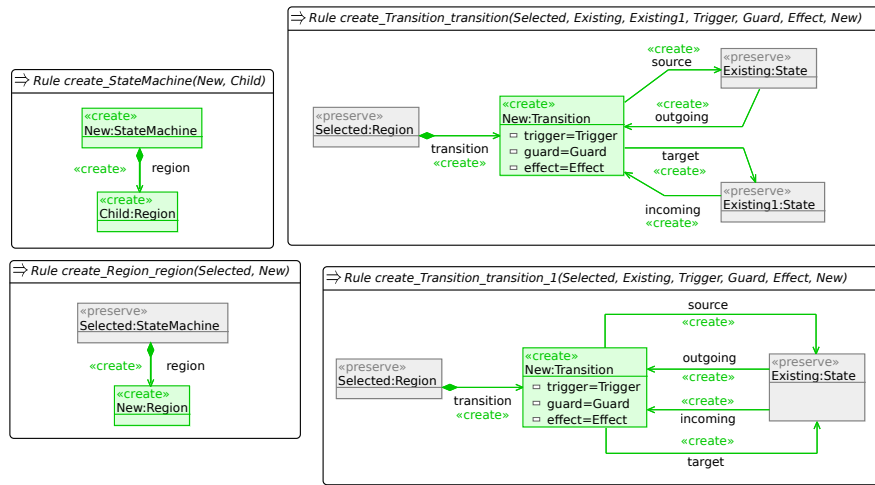 ⇒ Rule create_StateMachine(New, Child)
«create»
New:StateMachine
«create»
region
«create»
Child:Region
⇒ Rule create_Transition_transition(Selected, Existing, Existing1, Trigger, Guard, Effect, New)
«preserve»
Selected:Region
transition
«create»
«create»
New:Transition
trigger=Trigger
guard=Guard
effect=Effect
«create»
source
«preserve»
Existing:State
«create»
outgoing
target
«create»
«preserve»
Existing1:State
incoming
«create»
⇒ Rule create_Region_region(Selected, New)
«preserve»
Selected:StateMachine
«create»
region
«create»
New:Region
⇒ Rule create_Transition_transition_1(Selected, Existing, Trigger, Guard, Effect, New)
«preserve»
Selected:Region
transition
«create»
«create»
New:Transition
trigger=Trigger
guard=Guard
effect=Effect
source
«create»
outgoing
«create»
«preserve»
Existing:State
«create»
incoming
«create»
target